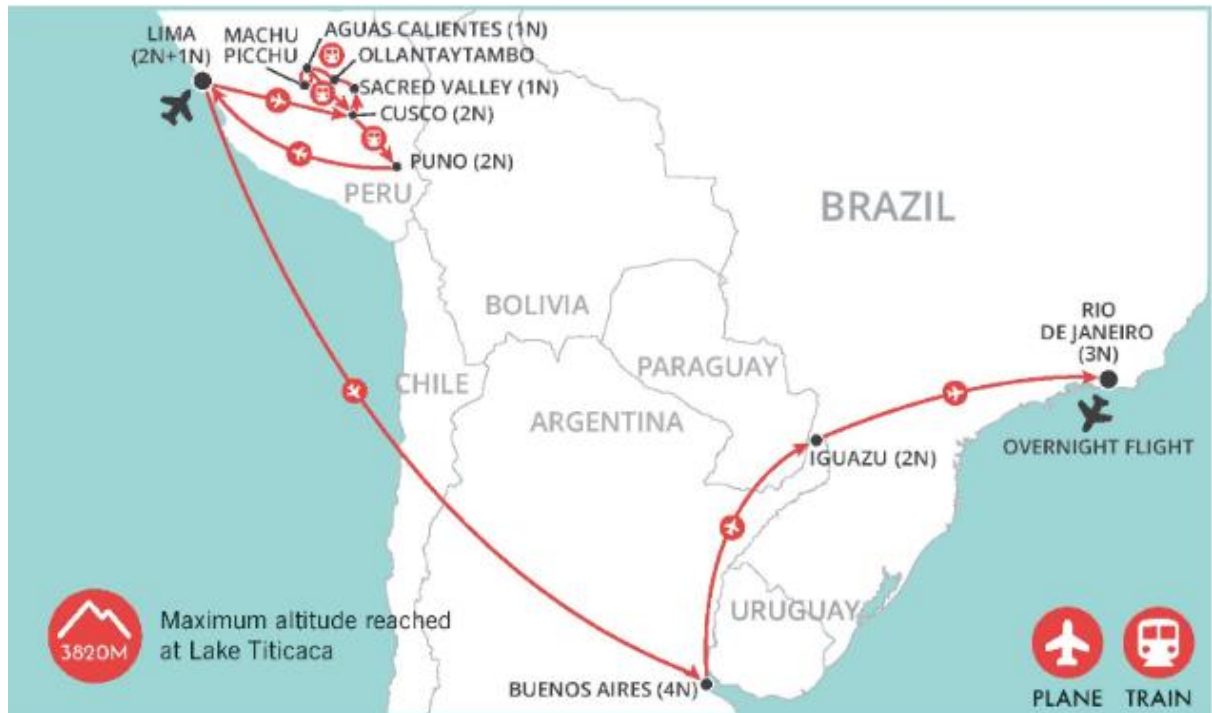 LIMA
(2N+1N)
MACHU
PICCHU
AGUAS CALIENTES (1N)
OLLANTAYTAMBO
SACRED VALLEY (1N)
CUSCO (2N)
PUNO (2N)
PERU
BRAZIL
BOLIVIA
PARAGUAY
CHILE
ARGENTINA
RIO
DE JANEIRO
(3N)
OVERNIGHT FLIGHT
IGUAZU (2N)
URUGUAY
BUENOS AIRES (4N)
3820M
Maximum altitude reached
at Lake Titicaca
PLANE
TRAIN